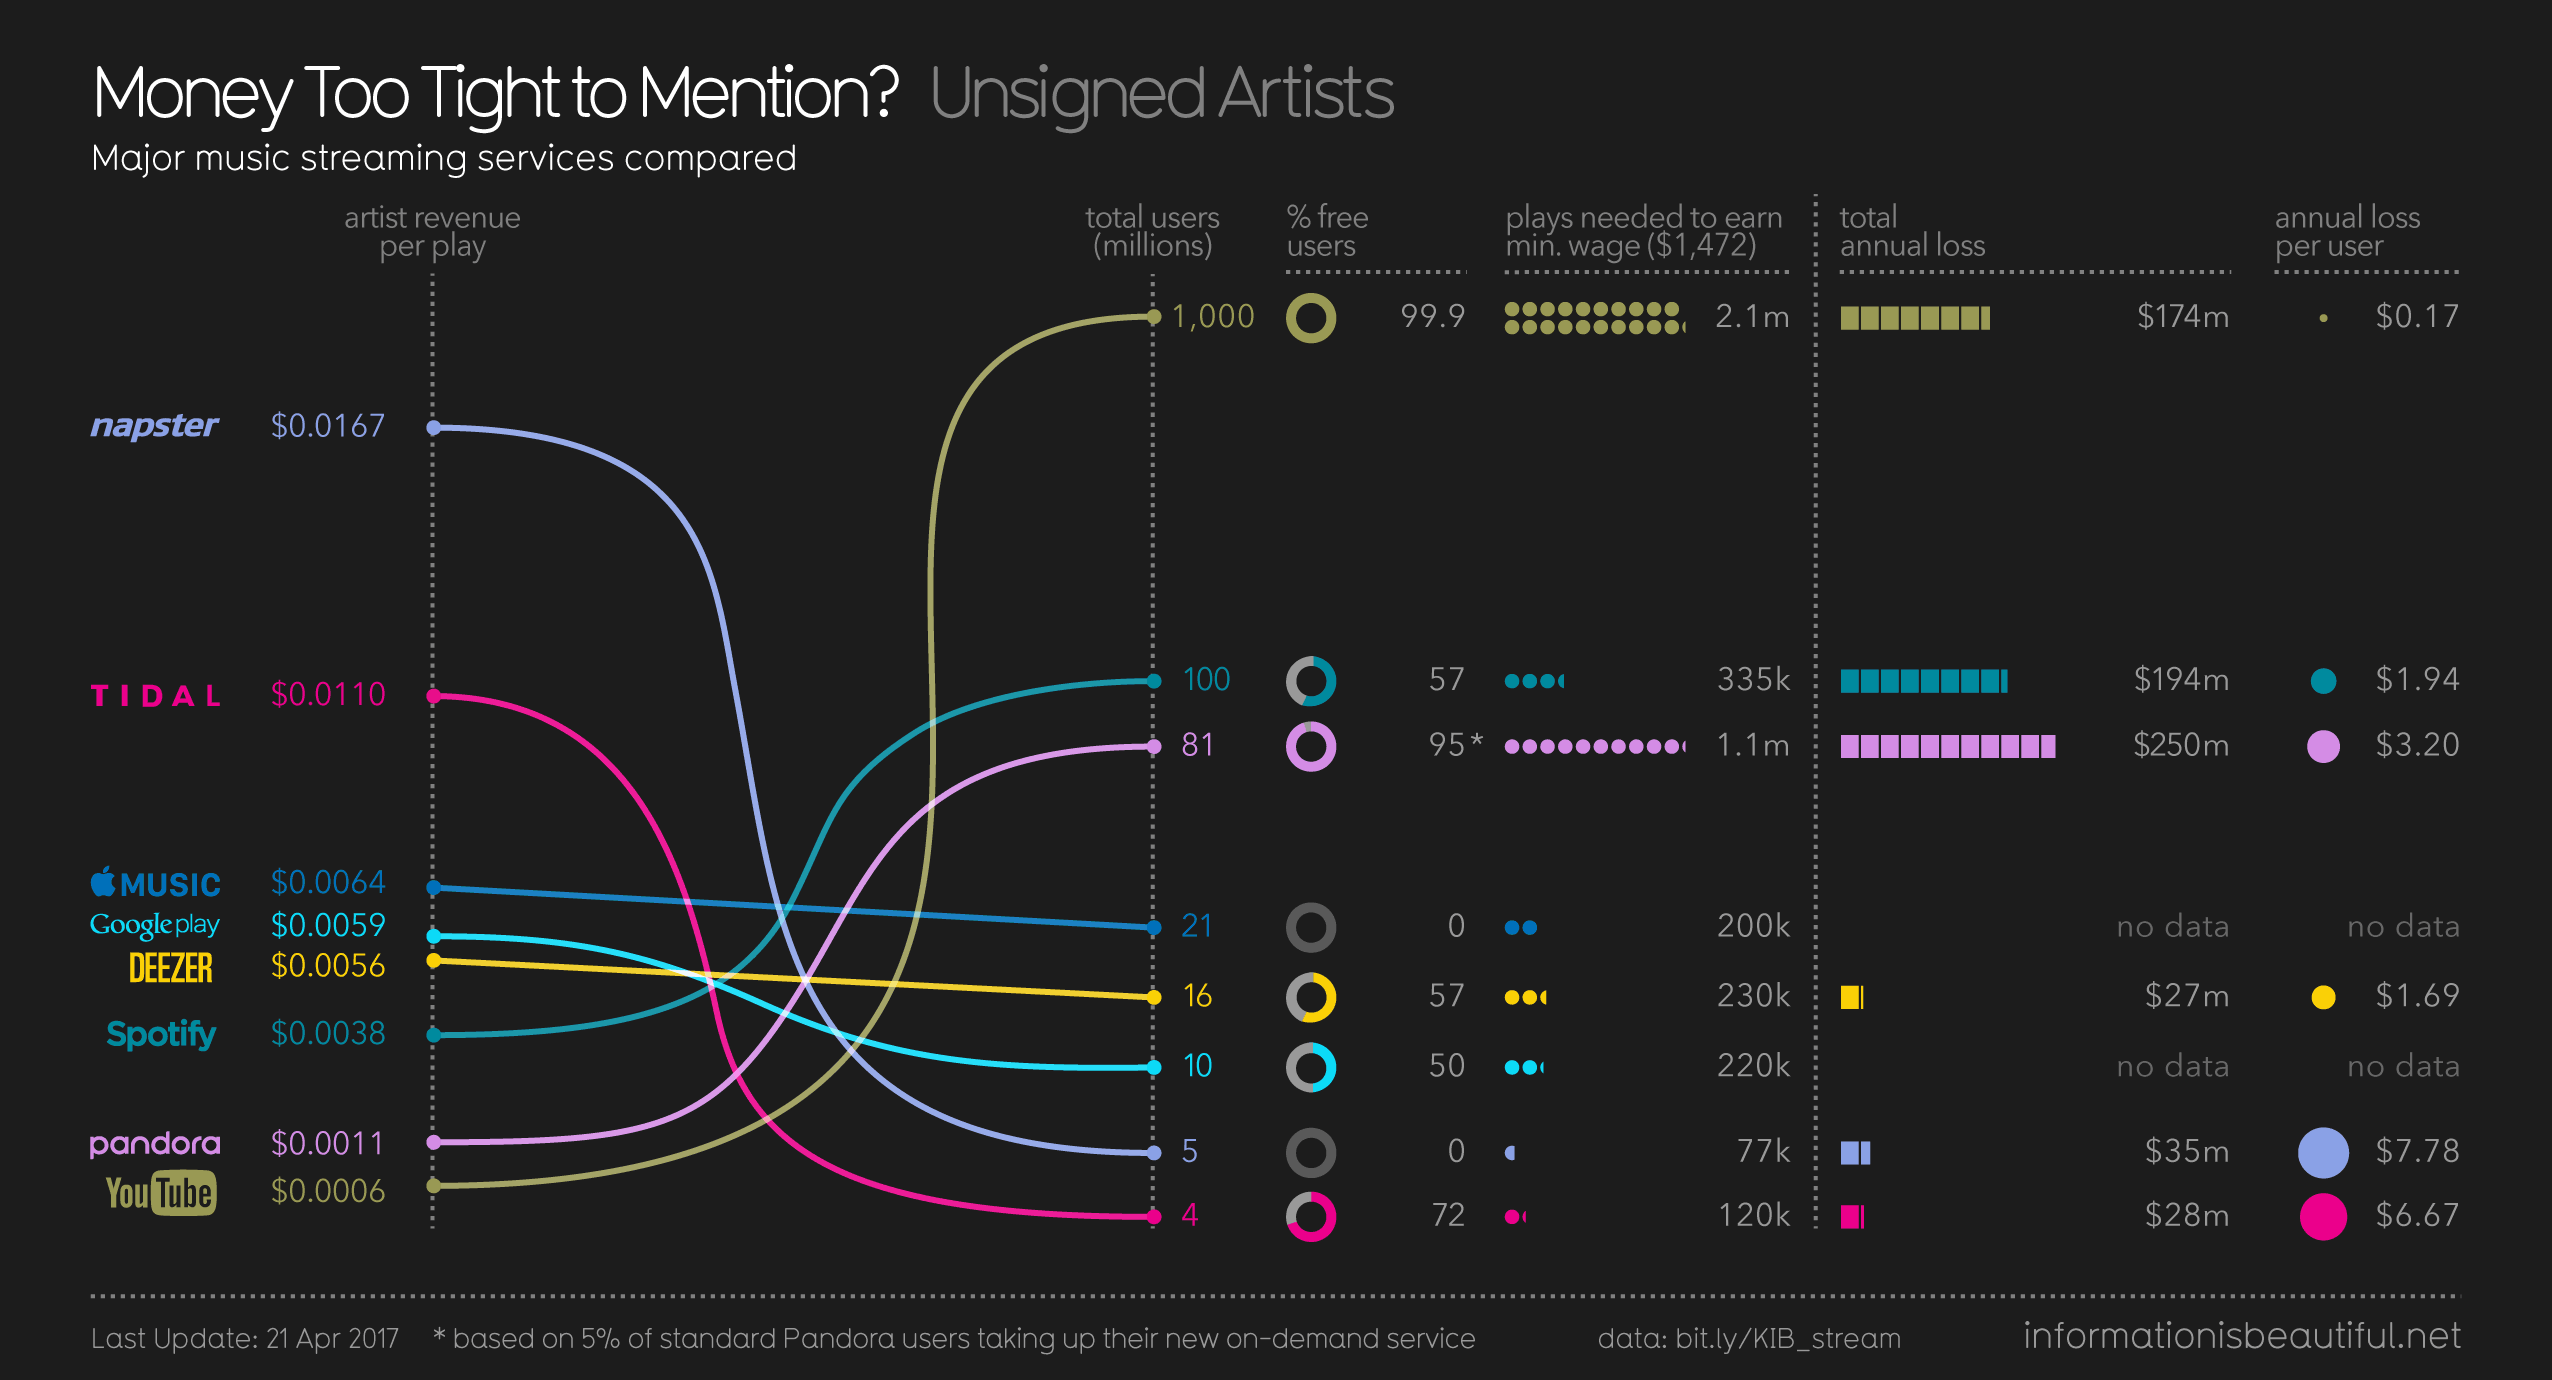 Money Too Tight to Mention? Unsigned Artists
Major music streaming services compared
artist revenue
per play
total users
(millions)
% free
users
plays needed to earn
min. wage ($1,472)
total
annual loss
annual loss
per user
1,000 99.9 2.1m $174m $0.17
napster $0.0167
TIDAL $0.0110
100 57 335k $194m $1.94
81 95* 1.1m $250m $3.20
MUSIC $0.0064
Google play $0.0059
DEEZER $0.0056
Spotify $0.0038
pandora $0.0011
YouTube $0.0006
21 0 200k no data no data
16 57 230k $27m $1.69
10 50 220k no data no data
5 0 77k $35m $7.78
4 72 120k $28m $6.67
Last Update: 21 Apr 2017 * based on 5% of standard Pandora users taking up their new on-demand service data: bit.ly/KIB_stream informationisbeautiful.net